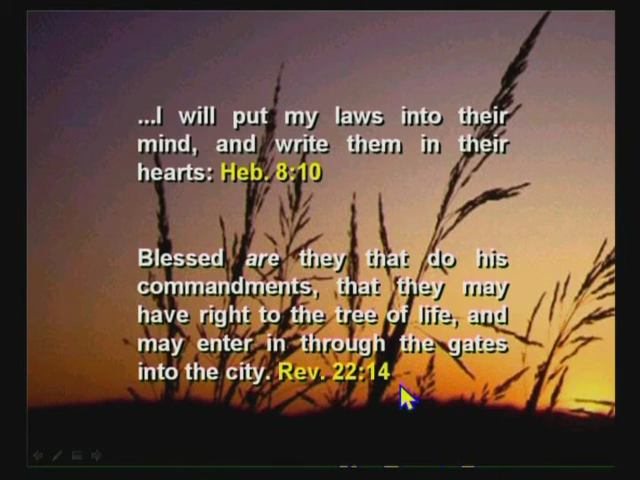 ...I will put my laws into their
mind, and write them in their
hearts: Heb. 8:10
Blessed are they that do his
commandments, that they may
have right to the tree of life, and
may enter in through the gates
into the city. Rev. 22:14